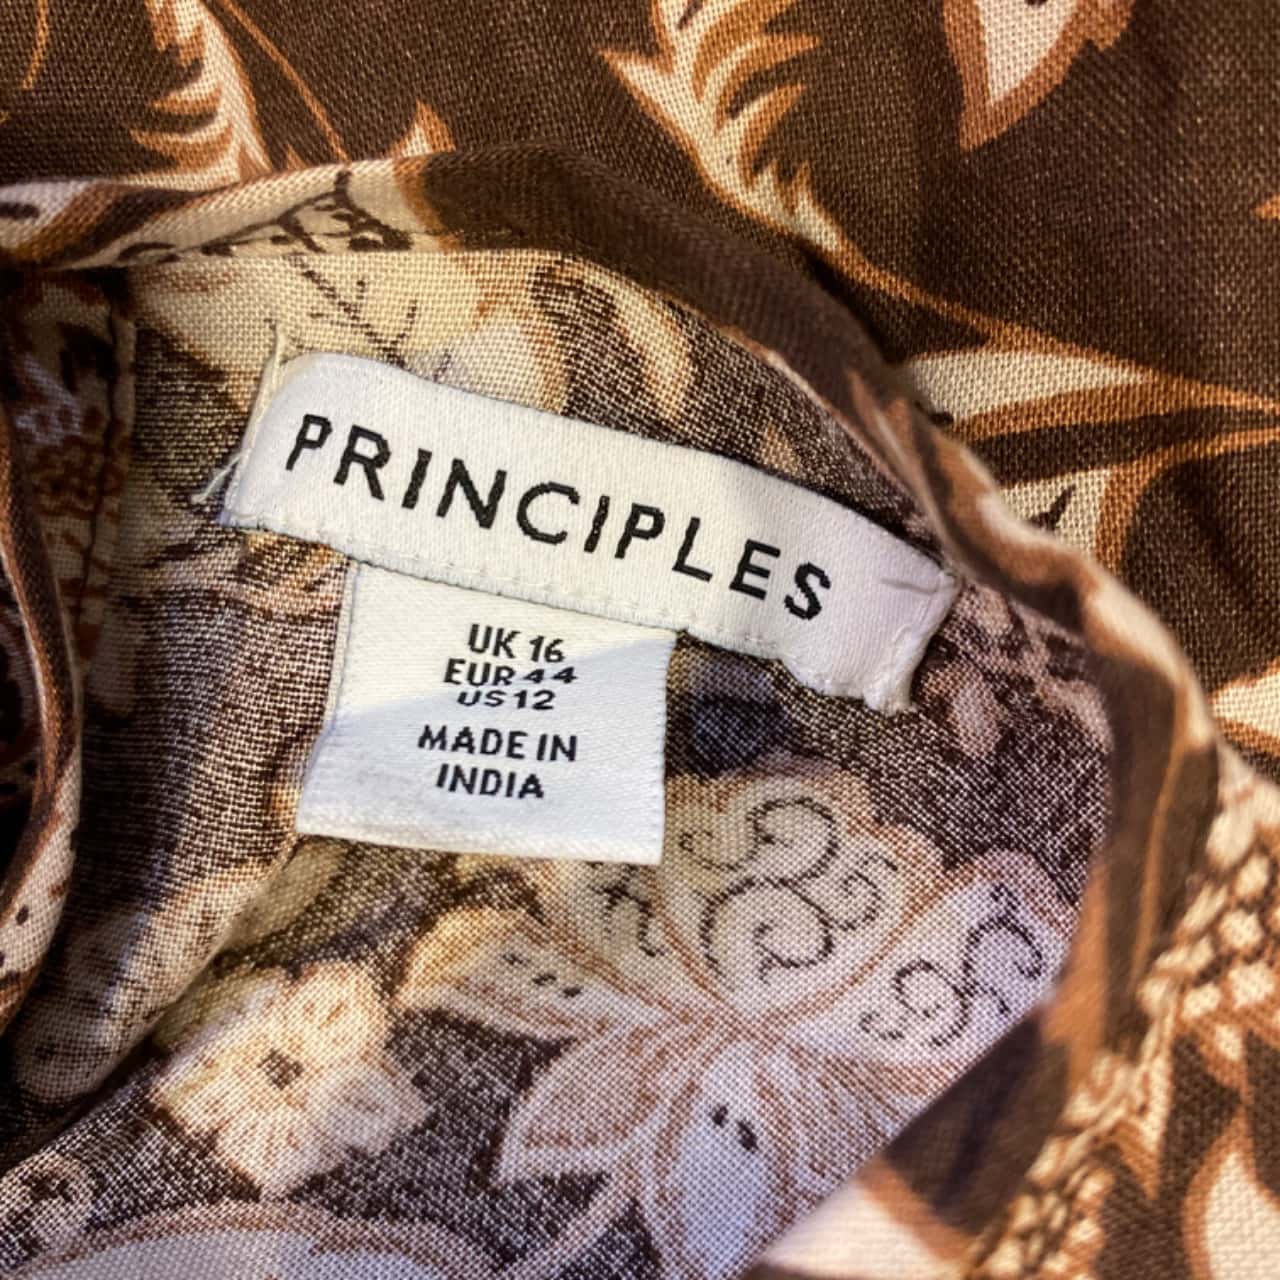 PRINCIPLES
UK 16
EUR 44
US 12
MADE IN
INDIA